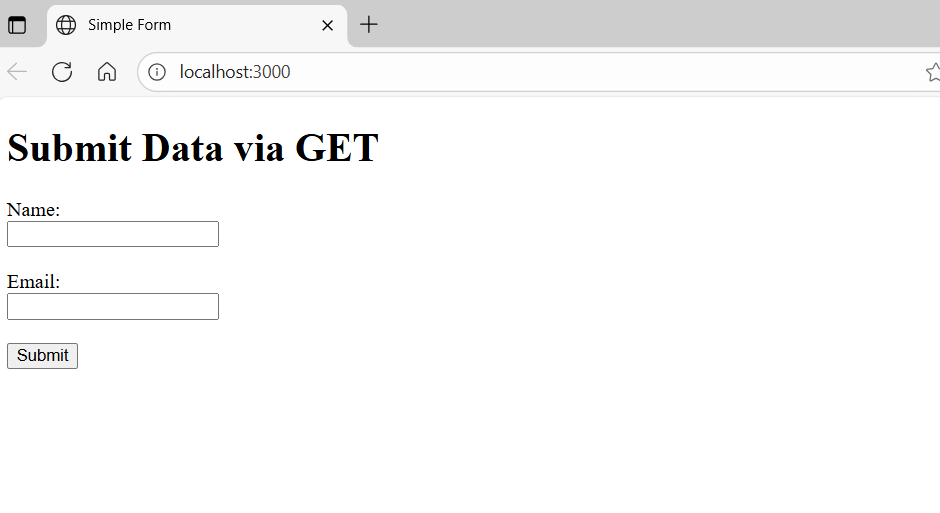 Simple Form
localhost:3000
Submit Data via GET
Name:
Email:
Submit